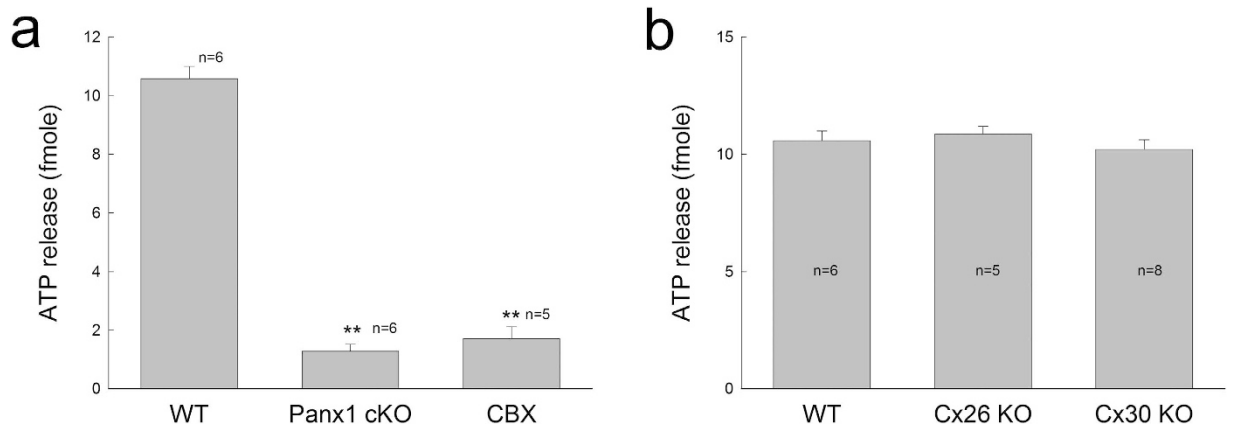 a
12
10
8
6
4
2
0
ATP release (fmole)
n=6
** n=6
** n=5
WT Panx1 cKO CBX
b
15
10
5
0
ATP release (fmole)
n=6 n=5 n=8
WT Cx26 KO Cx30 KO